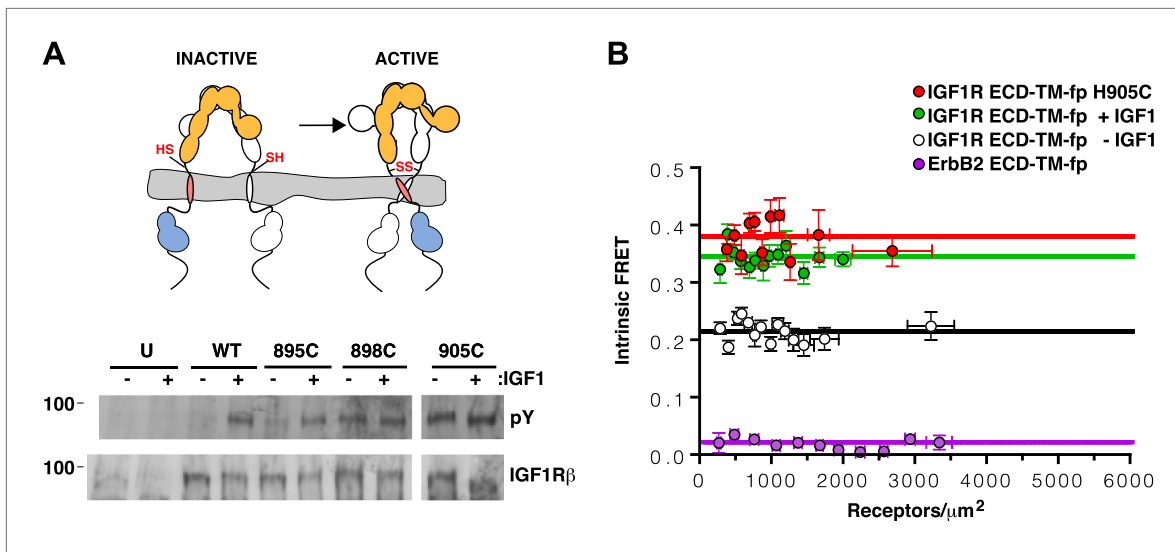 A
INACTIVE
ACTIVE
HS
SH
SS
U WT 895C 898C 905C
- + - + - + - + - + :IGF1
100-
pY
100-
IGF1Rβ
B
IGF1R ECD-TM-fp H905C
IGF1R ECD-TM-fp + IGF1
IGF1R ECD-TM-fp - IGF1
ErbB2 ECD-TM-fp
Intrinsic FRET
0.5
0.4
0.3
0.2
0.1
0.0
0 1000 2000 3000 4000 5000 6000
Receptors/μm²